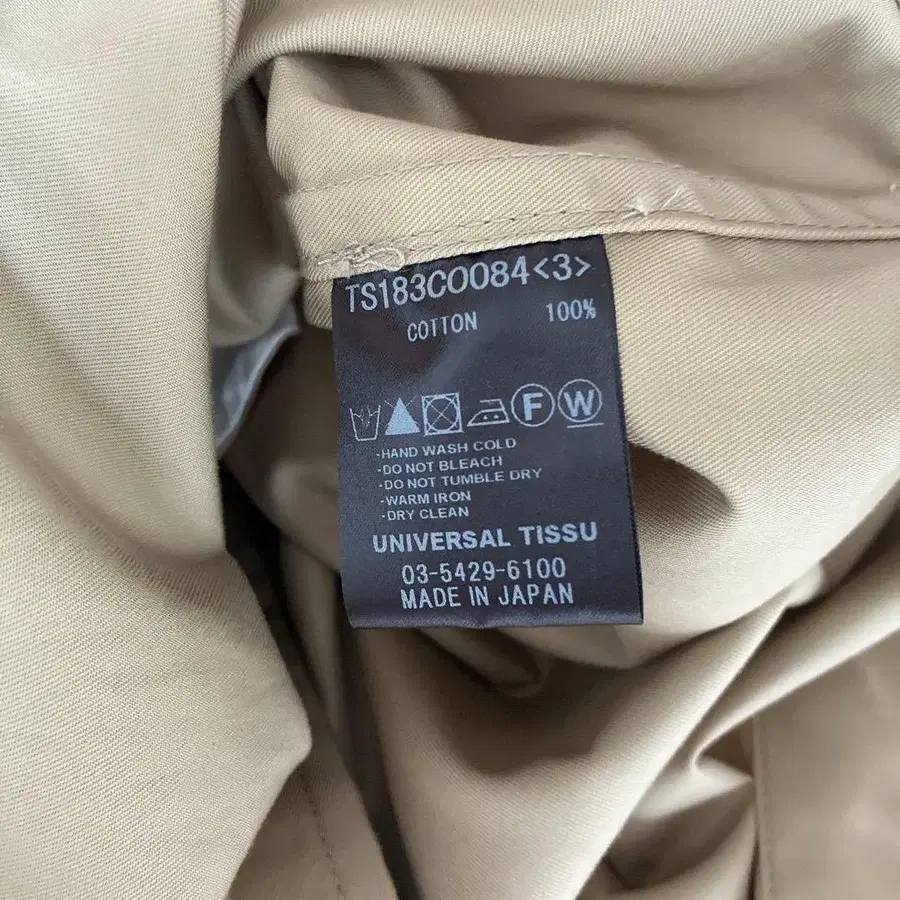 TS183CO084<3>
COTTON 100%
F W
-HAND WASH COLD
-DO NOT BLEACH
-DO NOT TUMBLE DRY
-WARM IRON
-DRY CLEAN
UNIVERSAL TISSU
03-5429-6100
MADE IN JAPAN